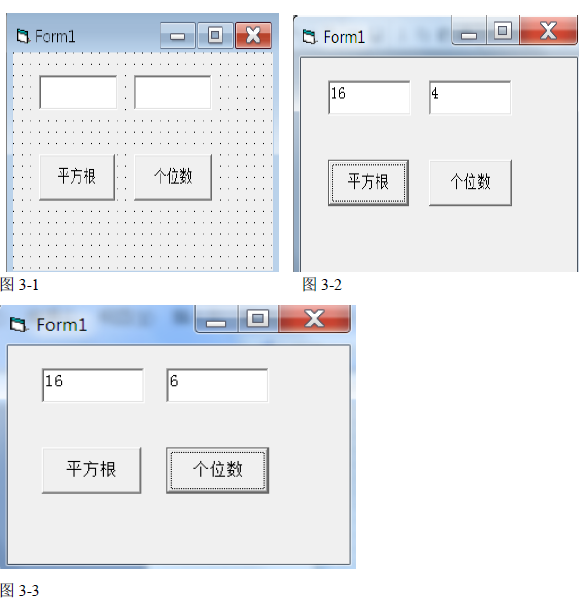 Form1
平方根 个位数
图 3-1
Form1
16 4
平方根 个位数
图 3-2
Form1
16 6
平方根 个位数
图 3-3